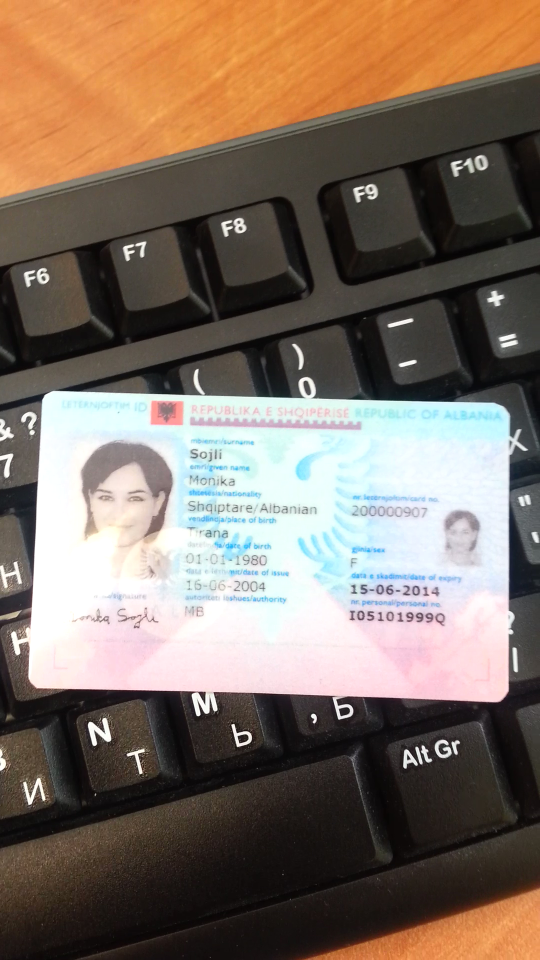 F6 F7 F8 F9 F10
( ) 0 — - + =
LETËRNJOFTIM ID REPUBLIKA E SHQIPËRISË REPUBLIC OF ALBANIA
& ?
7
X
mbiemri/surname
Sojli
emri/given name
Monika
shtetësia/nationality
Shqiptare/Albanian
nr. letërnjoftimi/card no.
200000907
vendlindja/place of birth
Tirana
datëlindja/date of birth
01-01-1980
gjinia/sex
F
data e lëshimit/date of issue
16-06-2004
data e skadimit/date of expiry
15-06-2014
autoriteti lëshues/authority
MB
nr. personal/personal no.
I05101999Q
signature
Monika Sojli
H
"
H
?
И
N Т
M Ь
, Б
Alt Gr